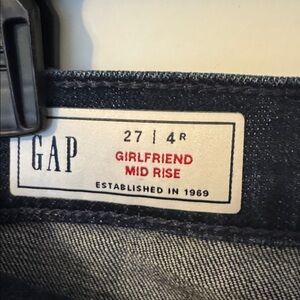 27 | 4R
GAP
GIRLFRIEND
MID RISE
ESTABLISHED IN 1969